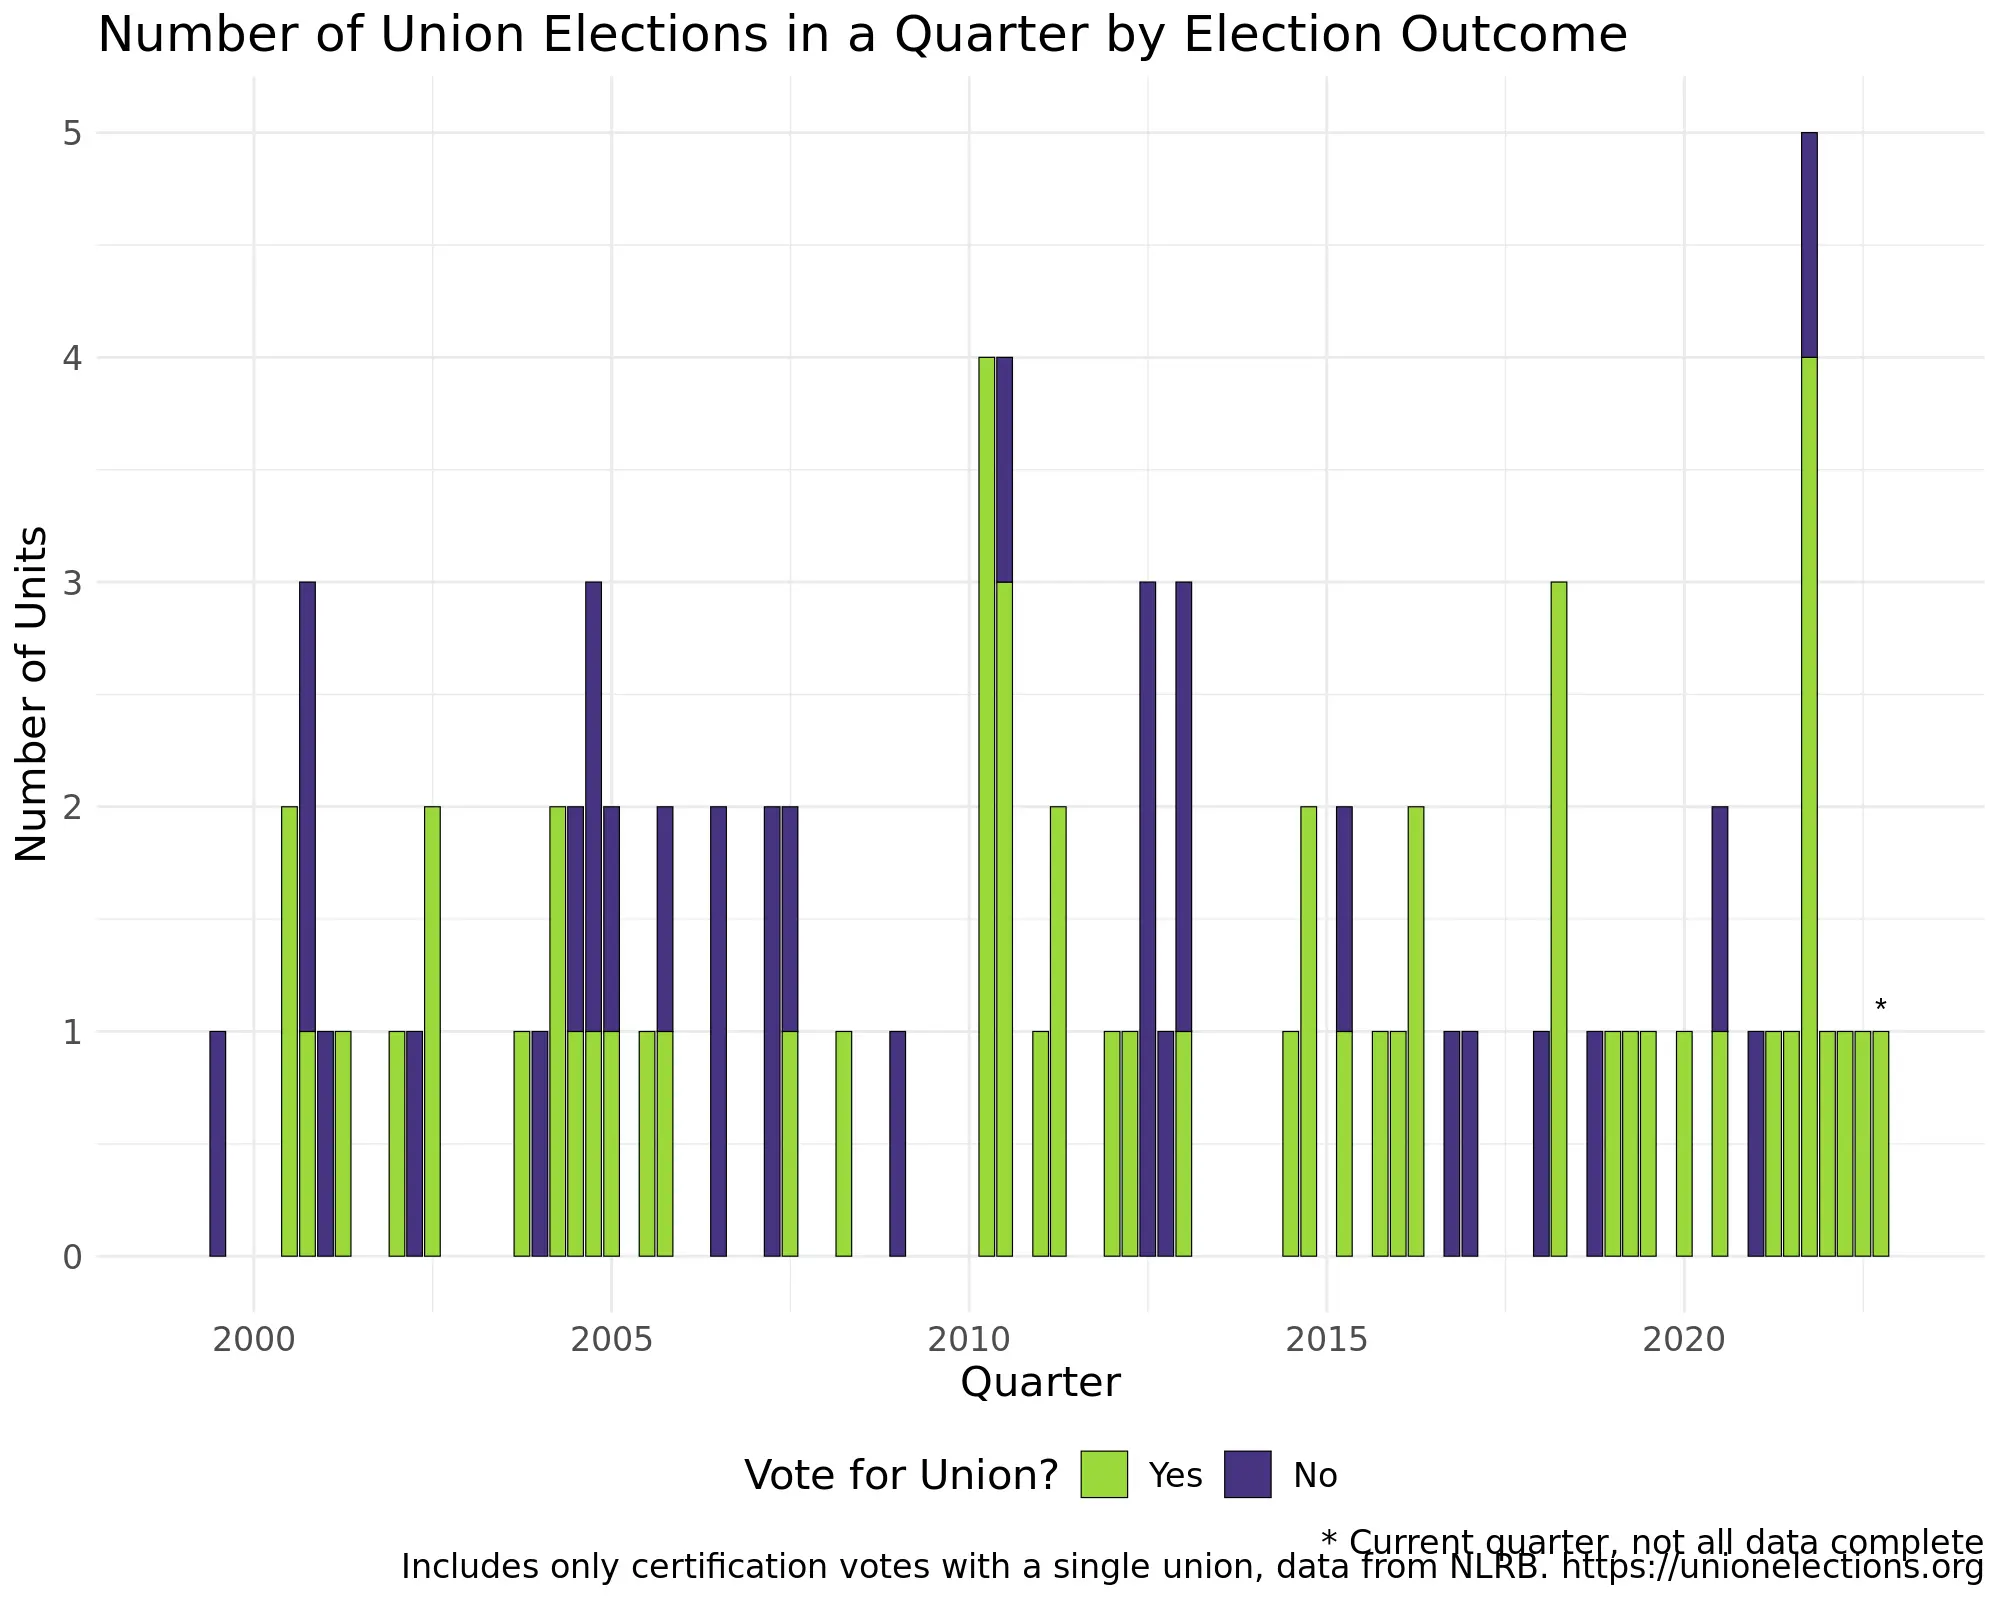 Number of Union Elections in a Quarter by Election Outcome
Number of Units
5
4
3
2
1
0
*
2000 2005 2010 2015 2020
Quarter
Vote for Union? Yes No
* Current quarter, not all data complete
Includes only certification votes with a single union, data from NLRB. https://unionelections.org